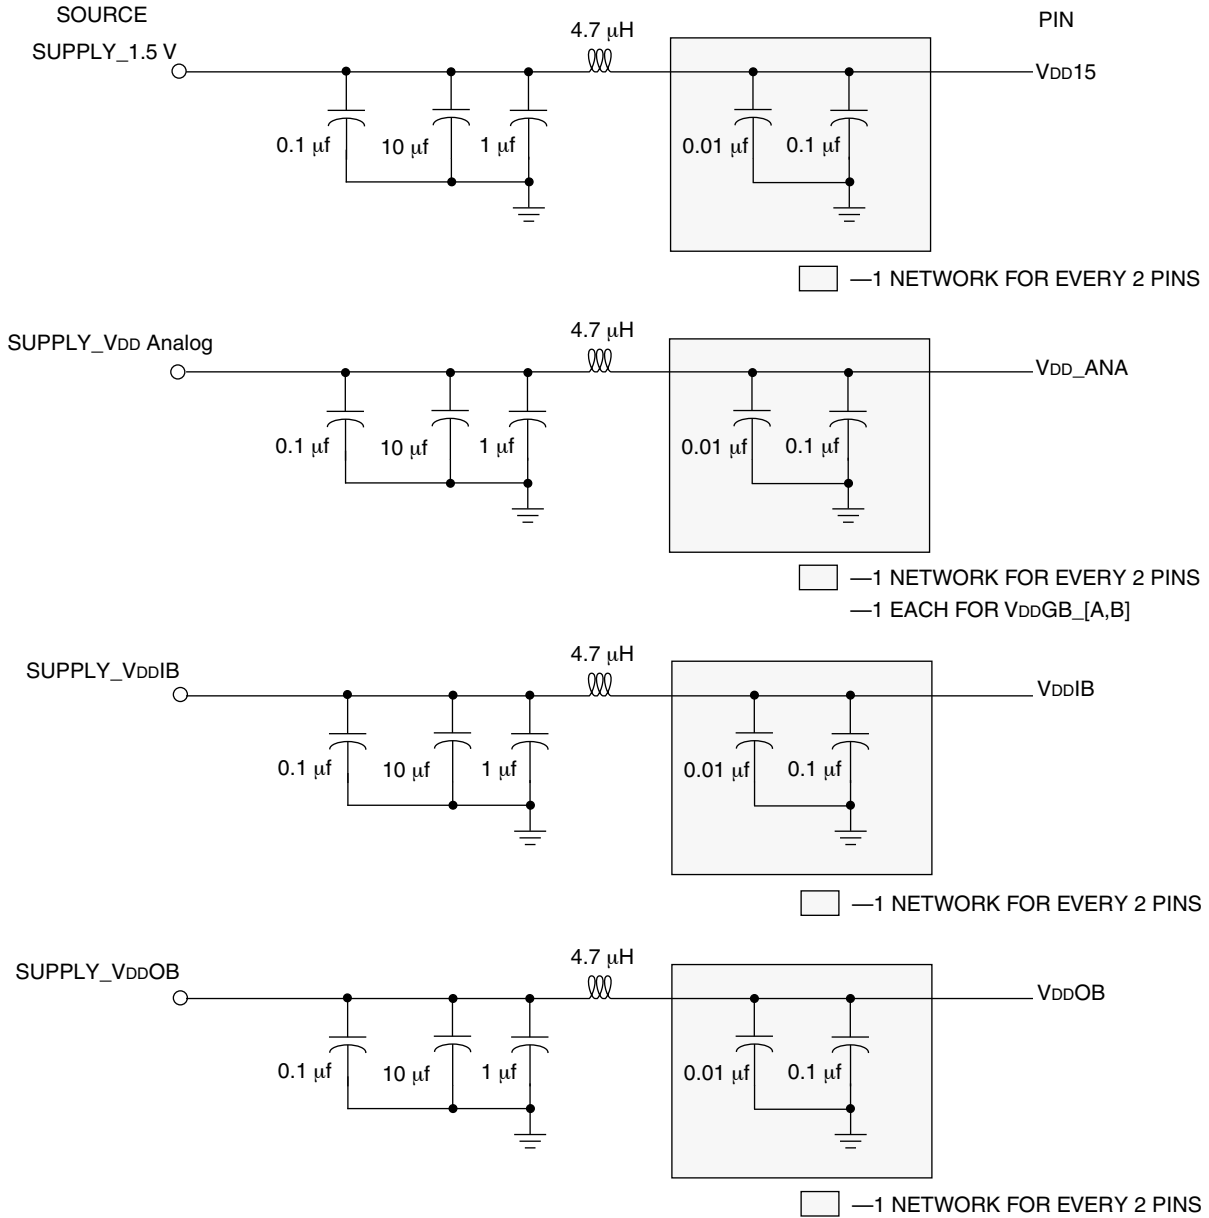 SOURCE
PIN
4.7 μH
SUPPLY_1.5 V
VDD15
0.1 μf
10 μf
1 μf
0.01 μf
0.1 μf
—1 NETWORK FOR EVERY 2 PINS
4.7 μH
SUPPLY_VDD Analog
VDD_ANA
0.1 μf
10 μf
1 μf
0.01 μf
0.1 μf
—1 NETWORK FOR EVERY 2 PINS
—1 EACH FOR VDDGB_[A,B]
4.7 μH
SUPPLY_VDDIB
VDDIB
0.1 μf
10 μf
1 μf
0.01 μf
0.1 μf
—1 NETWORK FOR EVERY 2 PINS
4.7 μH
SUPPLY_VDDOB
VDDOB
0.1 μf
10 μf
1 μf
0.01 μf
0.1 μf
—1 NETWORK FOR EVERY 2 PINS